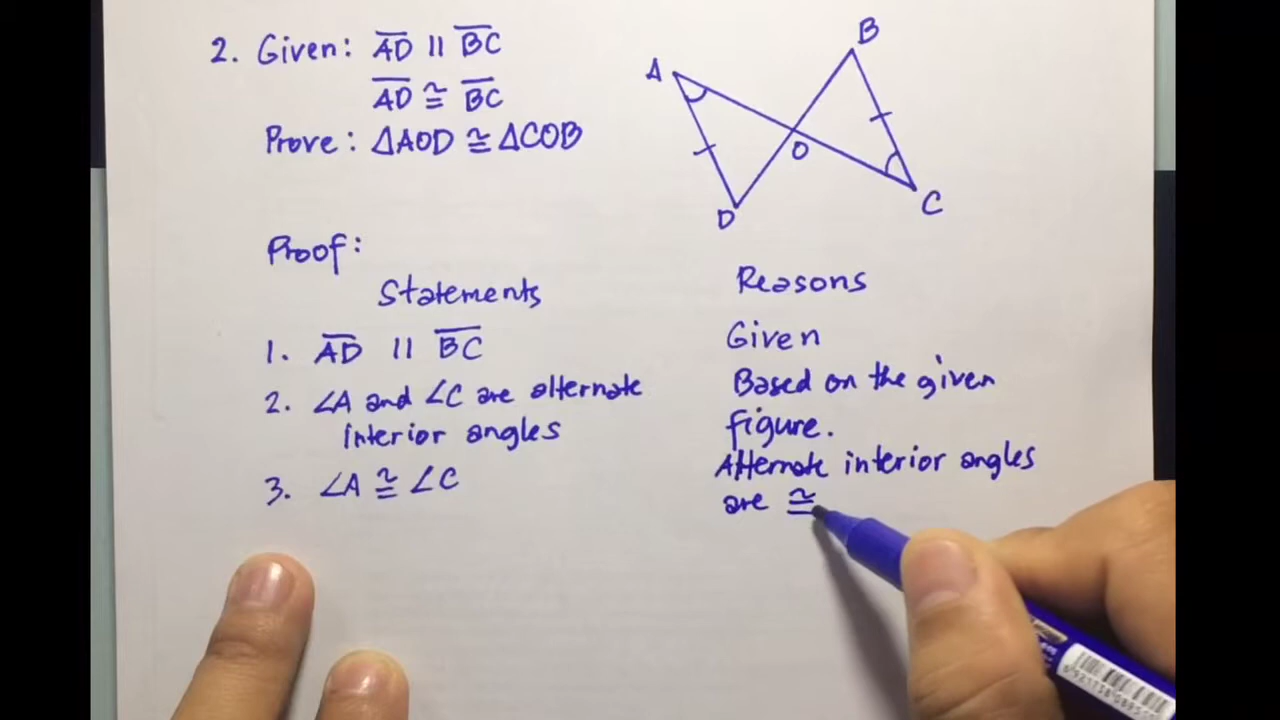 2. Given: AD || BC
AD ≅ BC
Prove: ΔAOD ≅ ΔCOB
A
B
O
D
C
Proof:
Statements
Reasons
1. AD || BC
Given
2. ∠A and ∠C are alternate
interior angles
Based on the given
figure.
3. ∠A ≅ ∠C
Alternate interior angles
are ≅